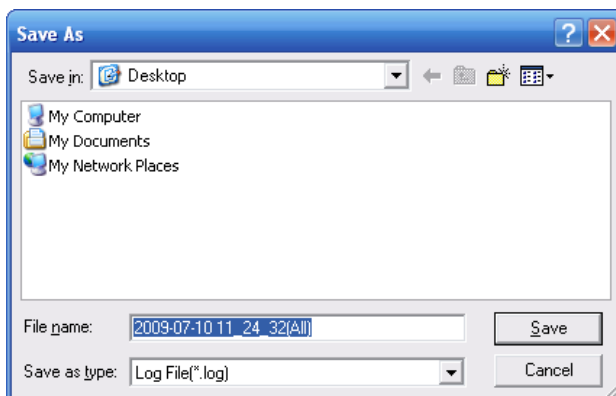 Save As
Save in: Desktop
My Computer
My Documents
My Network Places
File name: 2009-07-10 11_24_32(All) Save
Save as type: Log File(*.log) Cancel